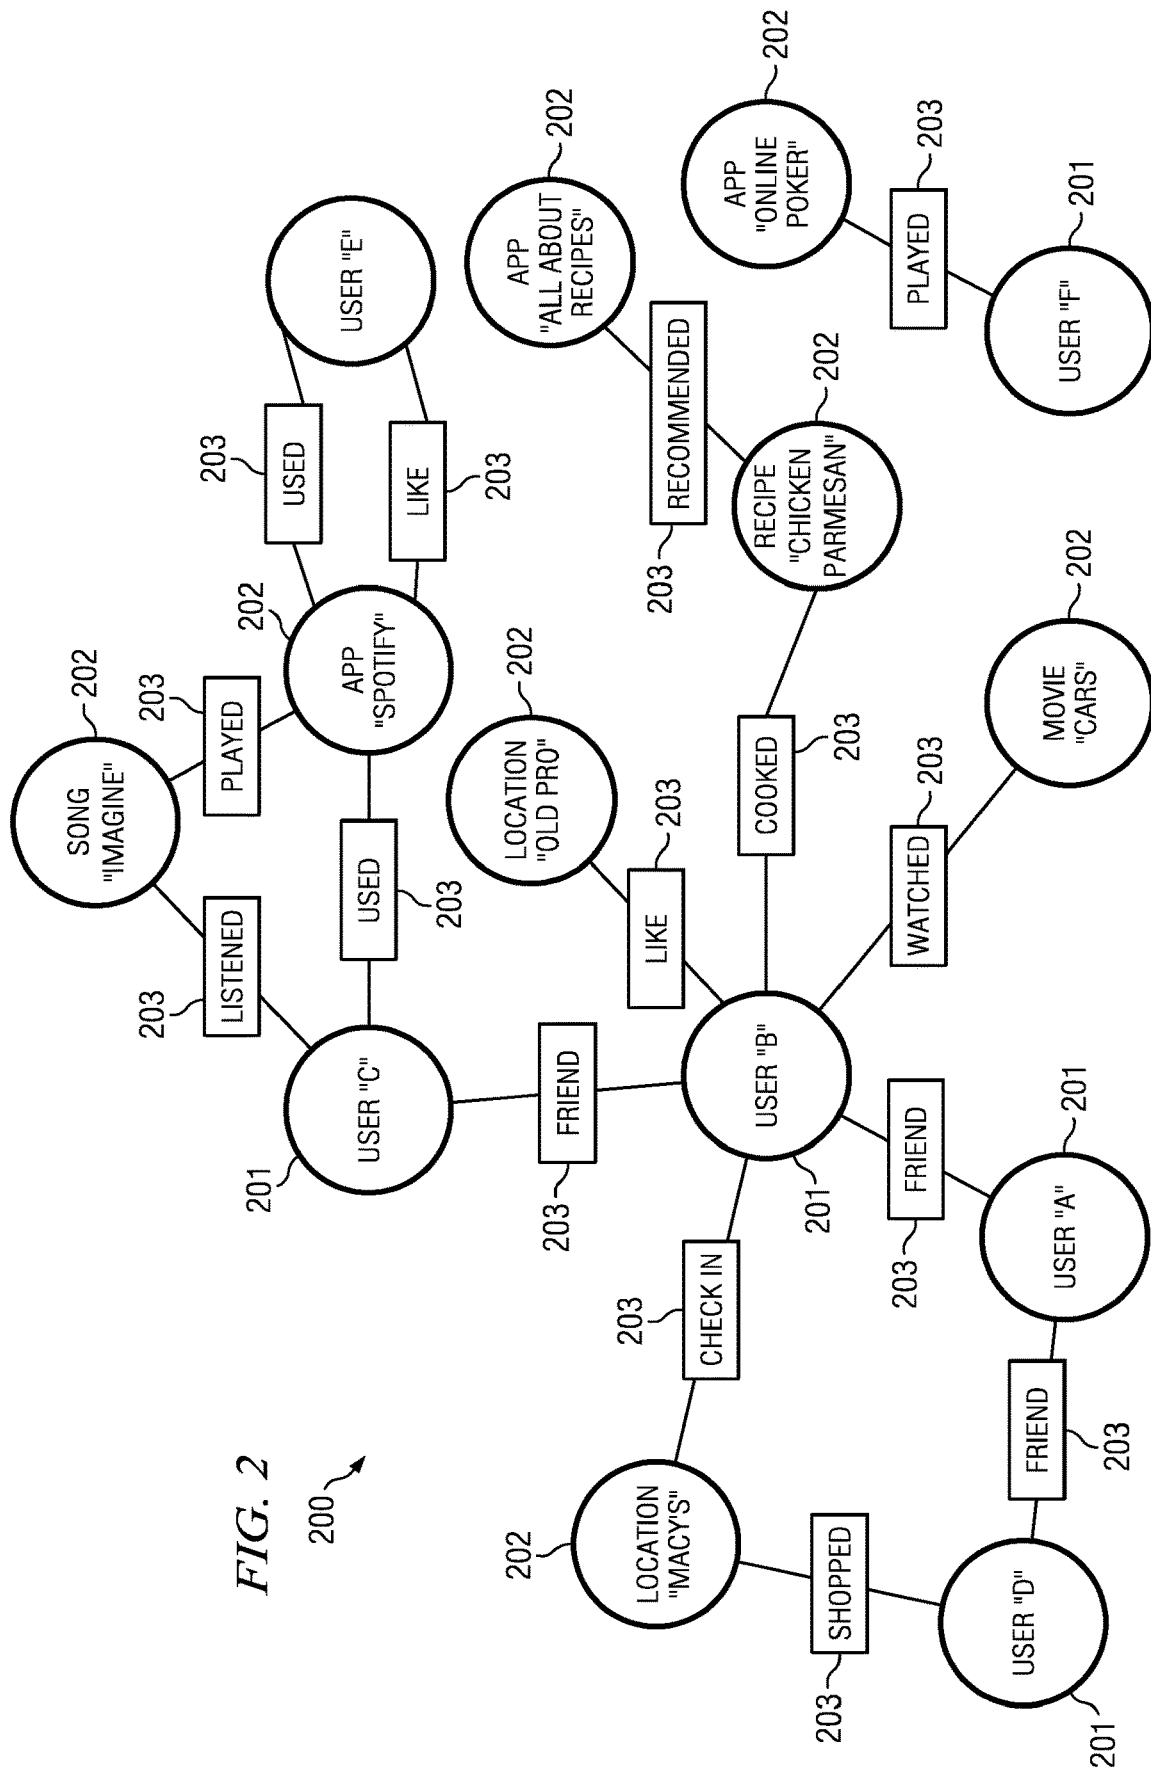 FIG. 2
200
SONG
"IMAGINE"
202
203
LISTENED
203
PLAYED
203
USED
201
USER "C"
USED
203
202
APP
"SPOTIFY"
LIKE
203
USER "E"
203
FRIEND
LOCATION
"OLD PRO"
202
APP
"ALL ABOUT
RECIPES"
202
202
LOCATION
"MACY'S"
203
CHECK IN
LIKE
203
203
RECOMMENDED
201
USER "B"
COOKED
203
RECIPE
"CHICKEN
PARMESAN"
202
APP
"ONLINE
POKER"
202
203
SHOPPED
203
FRIEND
WATCHED
203
PLAYED
203
201
USER "D"
FRIEND
203
USER "A"
201
MOVIE
"CARS"
202
USER "F"
201